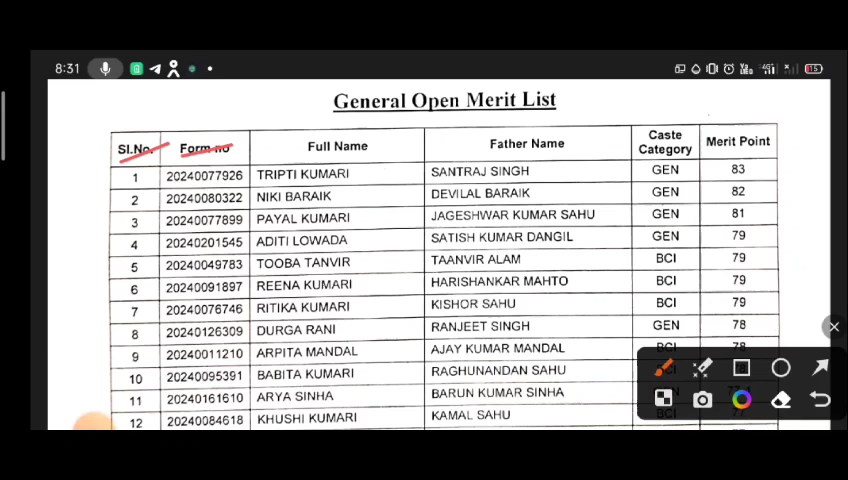 8:31
General Open Merit List
Sl.No. Form no Full Name Father Name Caste Category Merit Point
1 20240077926 TRIPTI KUMARI SANTRAJ SINGH GEN 83
2 20240080322 NIKI BARAIK DEVILAL BARAIK GEN 82
3 20240077899 PAYAL KUMARI JAGESHWAR KUMAR SAHU GEN 81
4 20240201545 ADITI LOWADA SATISH KUMAR DANGIL GEN 79
5 20240049783 TOOBA TANVIR TAANVIR ALAM BCI 79
6 20240091897 REENA KUMARI HARISHANKAR MAHTO BCI 79
7 20240076746 RITIKA KUMARI KISHOR SAHU BCI 79
8 20240126309 DURGA RANI RANJEET SINGH GEN 78
9 20240011210 ARPITA MANDAL AJAY KUMAR MANDAL BCI 78
10 20240095391 BABITA KUMARI RAGHUNANDAN SAHU
11 20240161610 ARYA SINHA BARUN KUMAR SINHA
12 20240084618 KHUSHI KUMARI KAMAL SAHU BCI